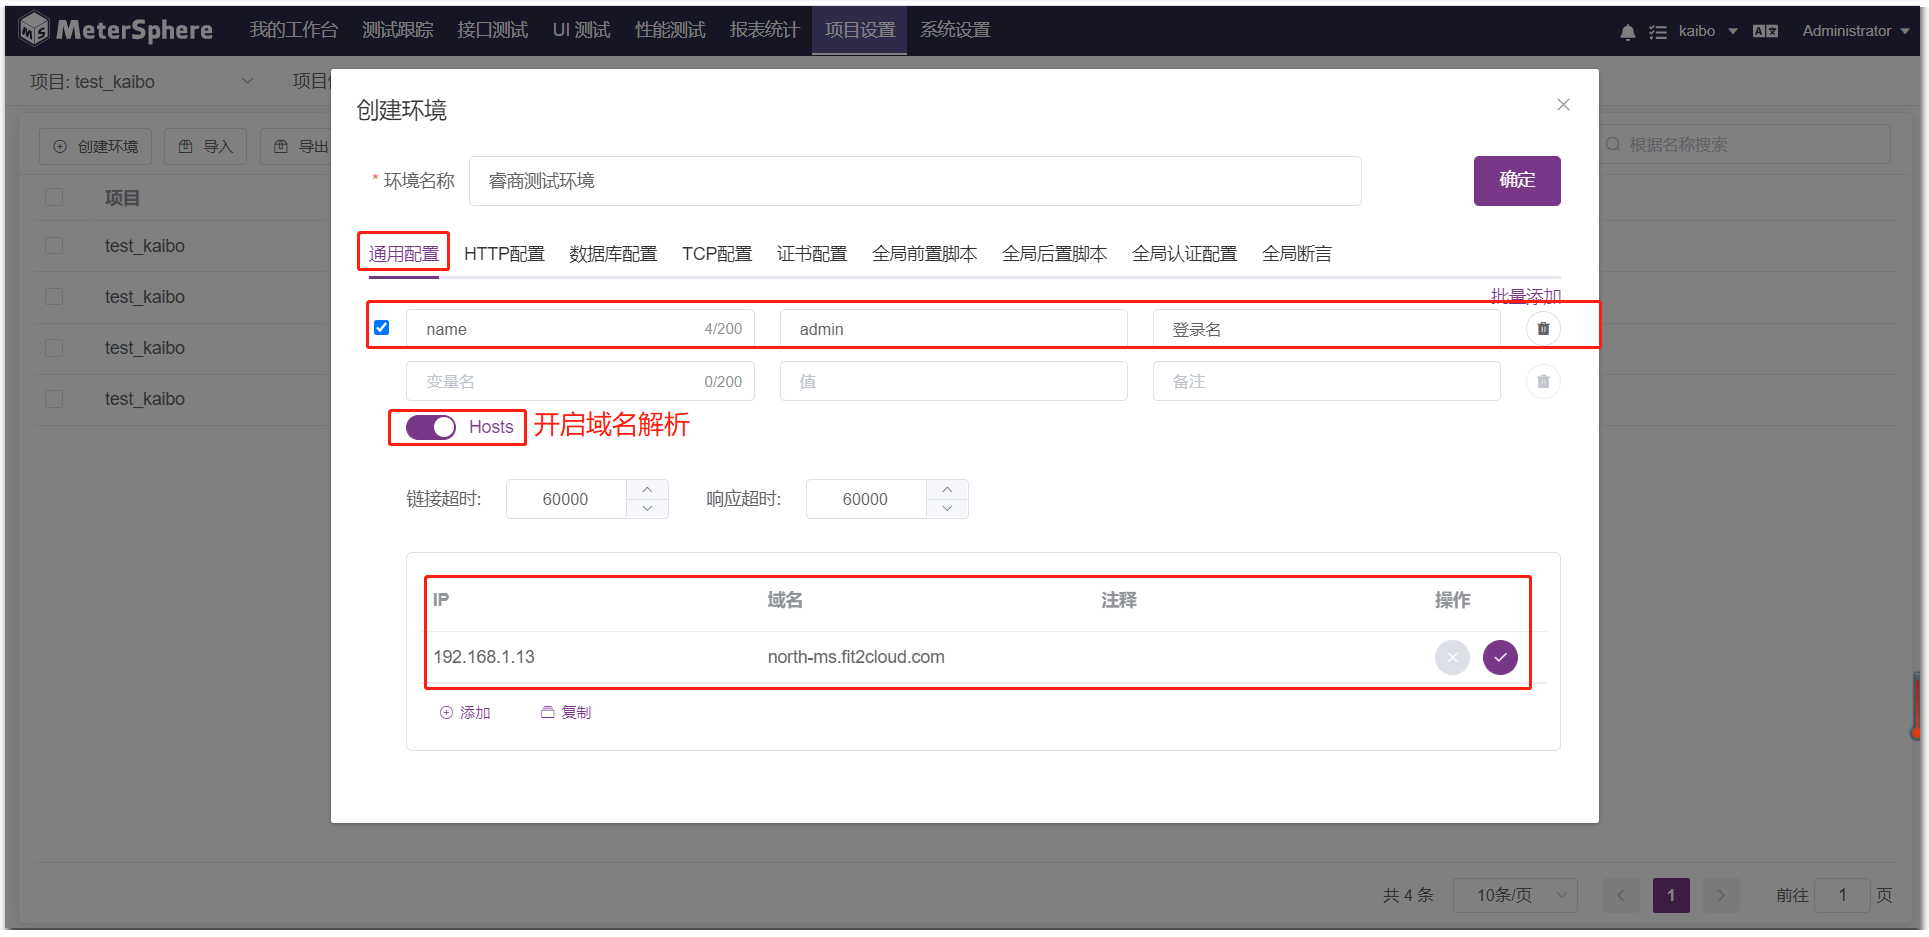 MeterSphere 我的工作台 测试跟踪 接口测试 UI 测试 性能测试 报表统计 项目设置 系统设置 kaibo Administrator
项目: test_kaibo 项目
创建环境
创建环境 导入 导出 根据名称搜索
* 环境名称 睿商测试环境 确定
项目
test_kaibo
test_kaibo
test_kaibo
test_kaibo
通用配置 HTTP配置 数据库配置 TCP配置 证书配置 全局前置脚本 全局后置脚本 全局认证配置 全局断言
批量添加
name 4/200 admin 登录名
变量名 0/200 值 备注
Hosts 开启域名解析
链接超时: 60000 响应超时: 60000
IP 域名 注释 操作
192.168.1.13 north-ms.fit2cloud.com
添加 复制
共 4 条 10条/页 1 前往 1 页